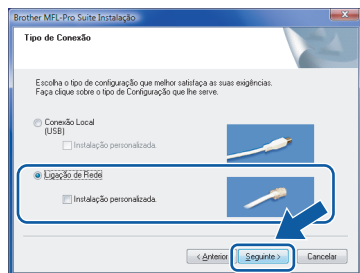 Brother MFL-Pro Suite Instalação
Tipo de Conexão
Escolha o tipo de configuração que melhor satisfaça as suas exigências.
Faça clique sobre o tipo de Configuração que lhe serve.
Conexão Local
(USB)
Instalação personalizada.
Ligação de Rede
Instalação personalizada.
< Anterior
Seguinte >
Cancelar